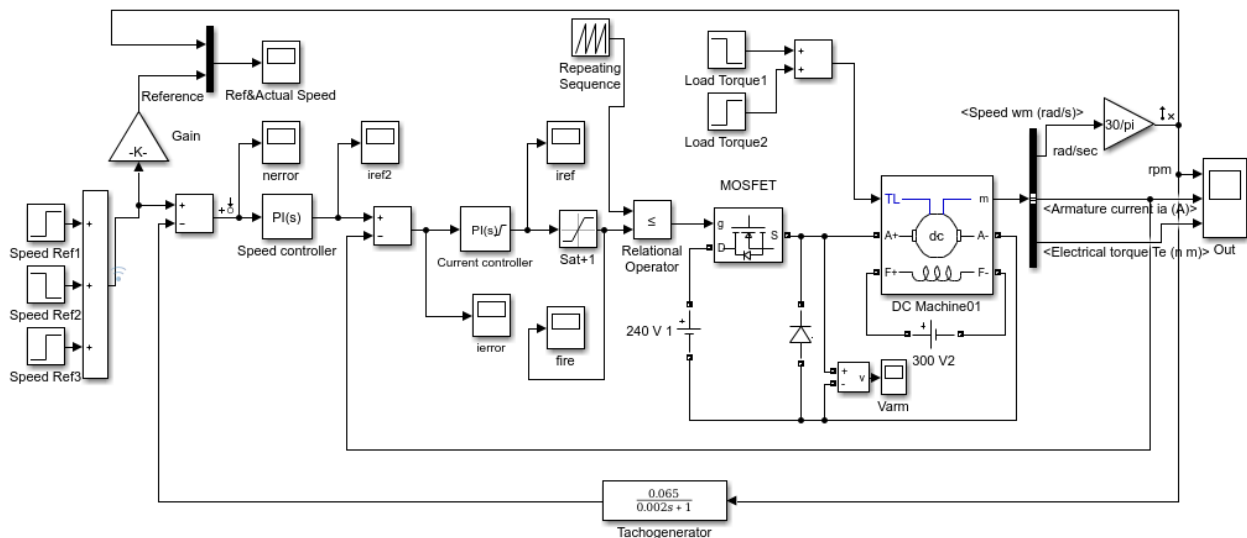 Reference
Ref&Actual Speed
-K-
Gain
Speed Ref1
+
Speed Ref2
+
Speed Ref3
+
+
−
+
nerror
PI(s)
Speed controller
iref2
+
−
PI(s)
Current controller
ierror
iref
Sat+1
fire
Repeating
Sequence
≤
Relational
Operator
Load Torque1
Load Torque2
+
+
MOSFET
g
D
S
240 V 1
+
TL
m
A+
dc
A-
F+
F-
DC Machine01
+
300 V2
+
-
v
Varm
<Speed wm (rad/s)>
30/pi
rad/sec
rpm
<Armature current ia (A)>
<Electrical torque Te (n m)>
Out
0.065
0.002s + 1
Tachogenerator